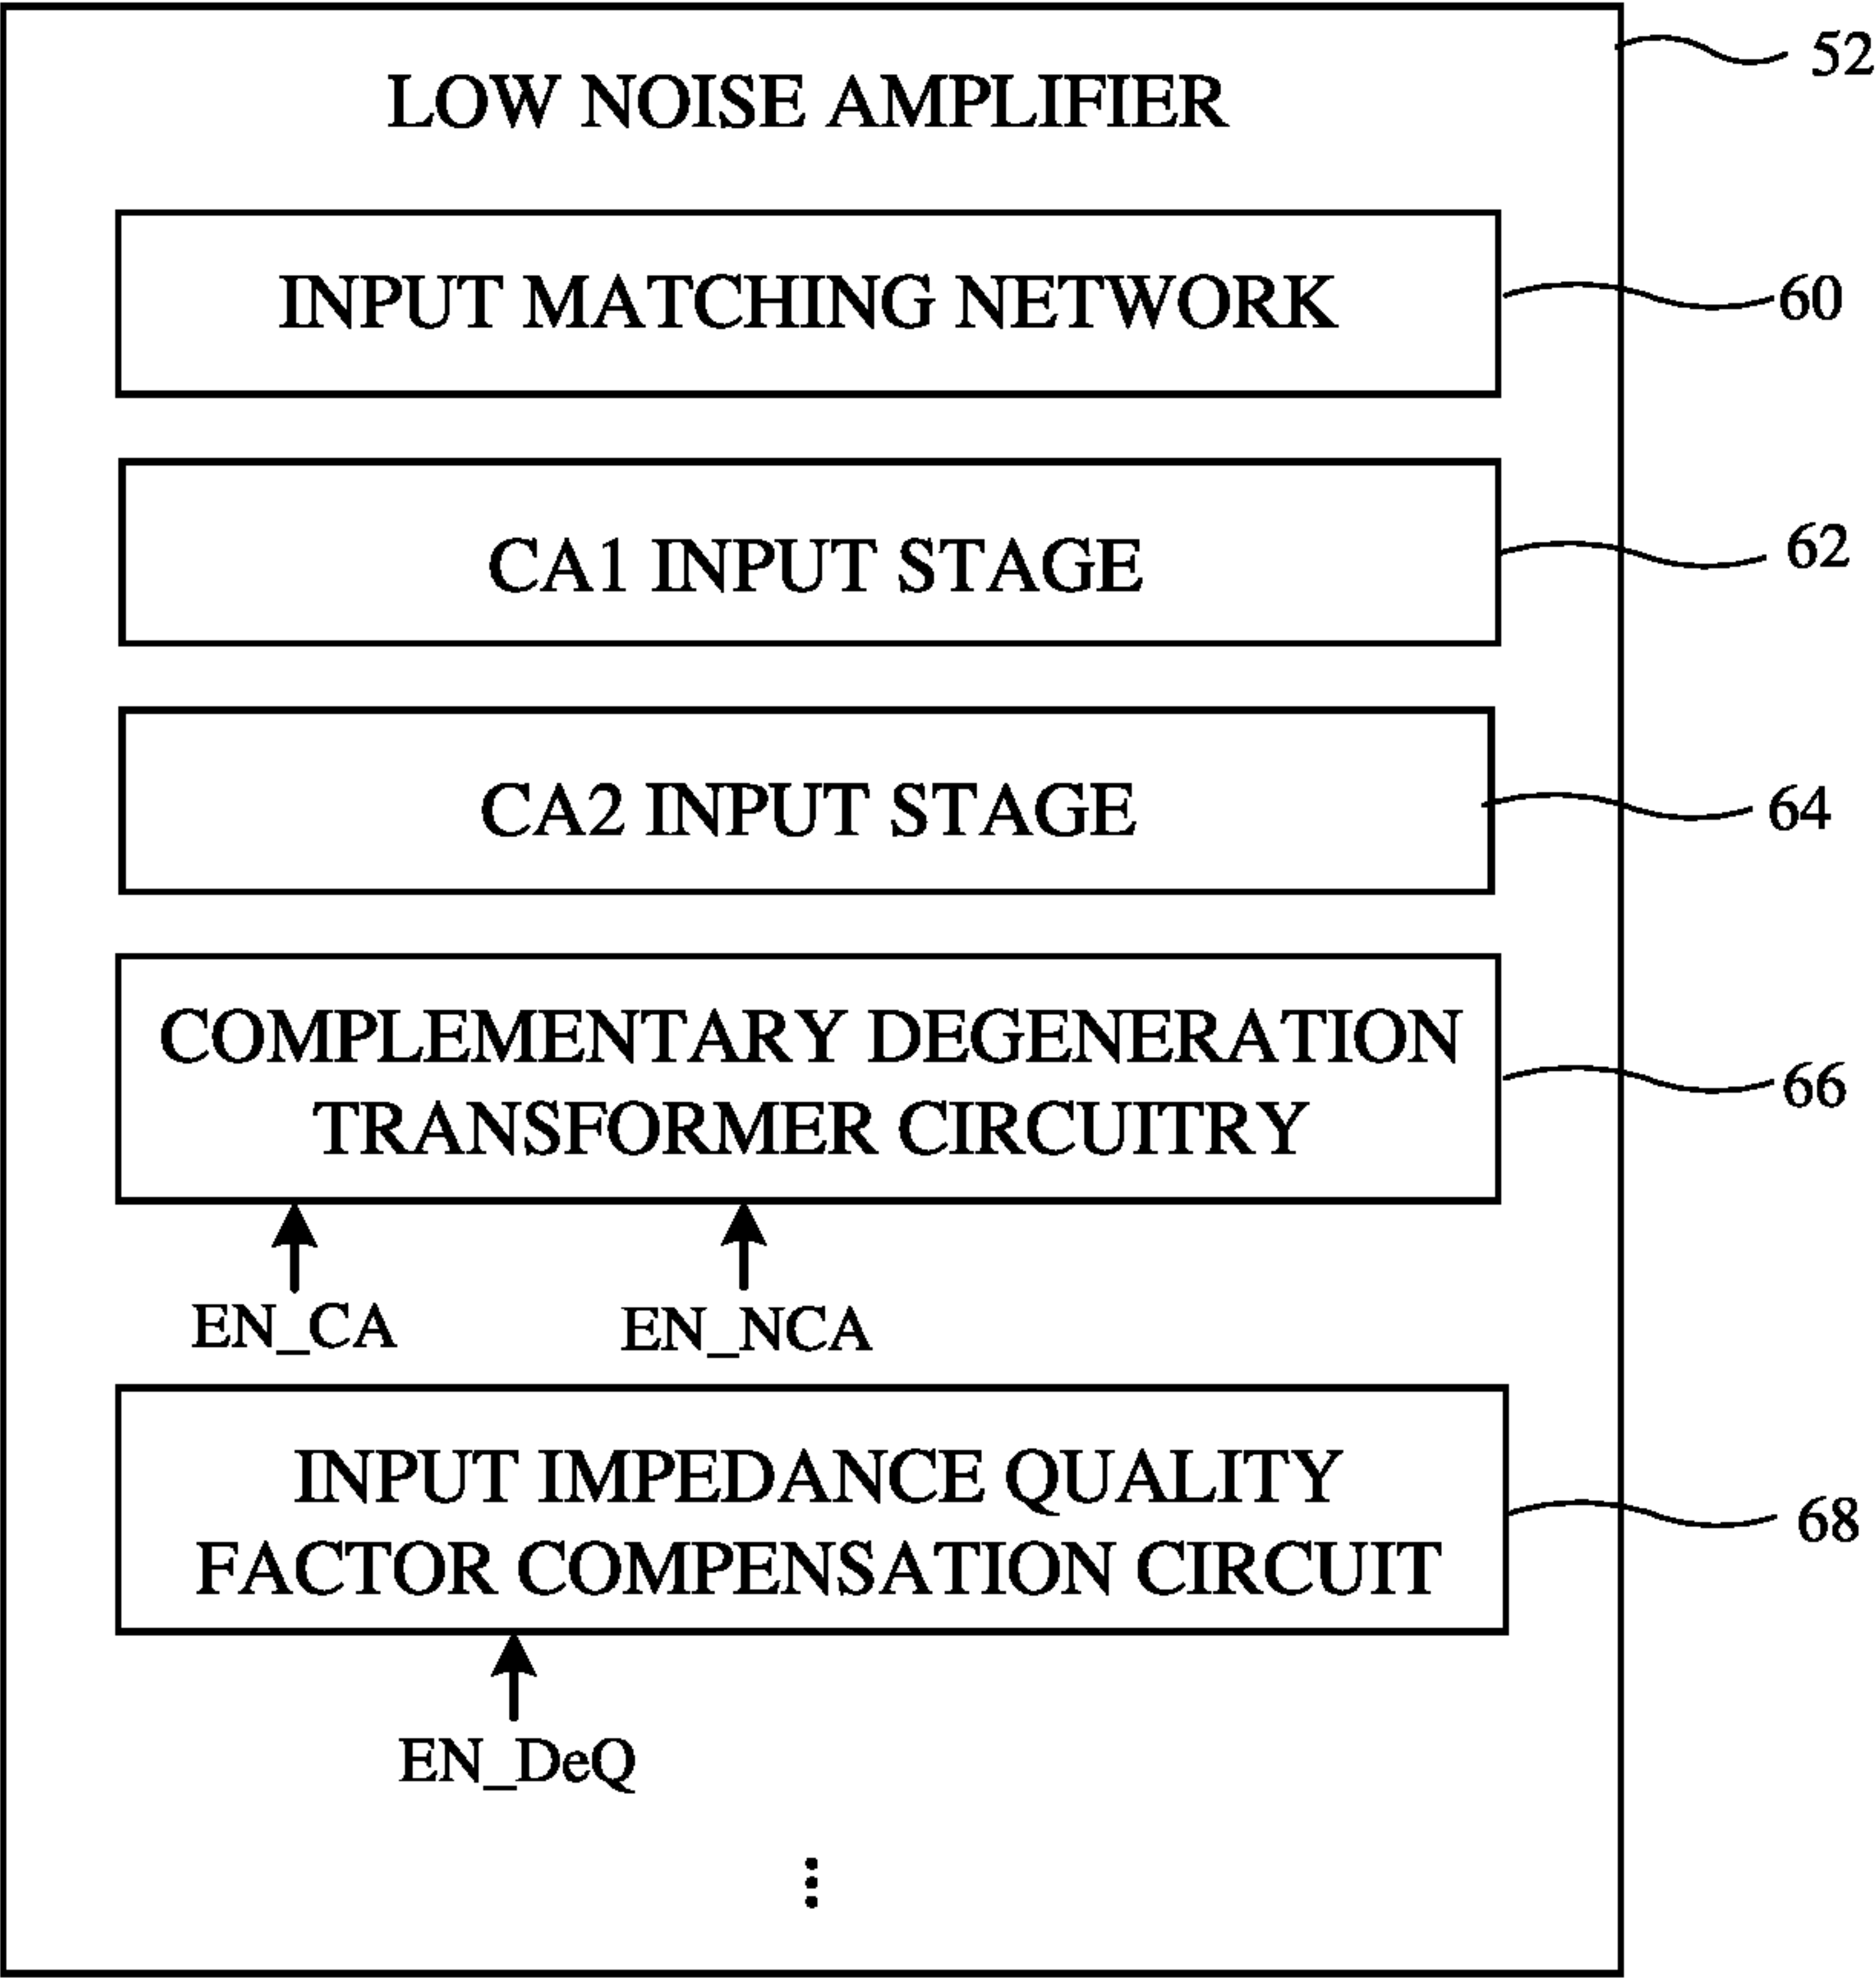 LOW NOISE AMPLIFIER
52
INPUT MATCHING NETWORK
60
CA1 INPUT STAGE
62
CA2 INPUT STAGE
64
COMPLEMENTARY DEGENERATION
TRANSFORMER CIRCUITRY
66
EN_CA
EN_NCA
INPUT IMPEDANCE QUALITY
FACTOR COMPENSATION CIRCUIT
68
EN_DeQ